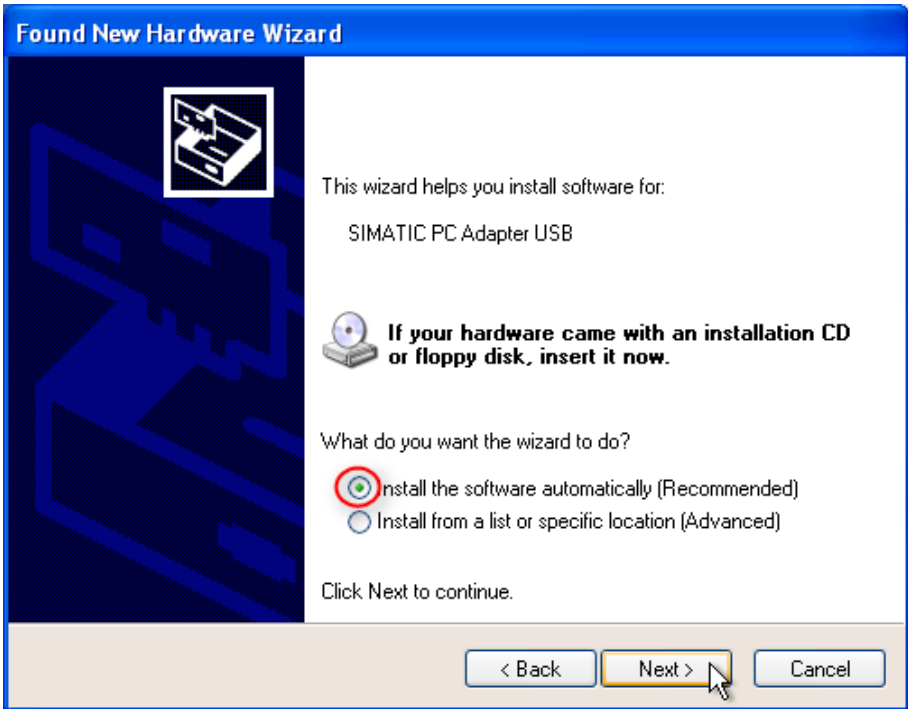 Found New Hardware Wizard
This wizard helps you install software for:
SIMATIC PC Adapter USB
If your hardware came with an installation CD
or floppy disk, insert it now.
What do you want the wizard to do?
Install the software automatically (Recommended)
Install from a list or specific location (Advanced)
Click Next to continue.
< Back Next > Cancel